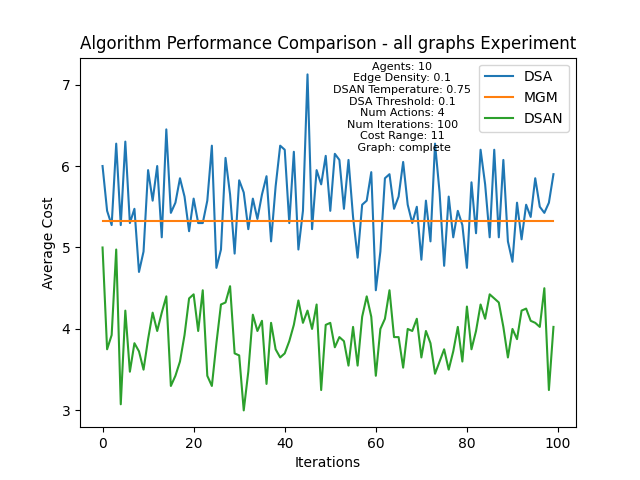 Algorithm Performance Comparison - all graphs Experiment
Agents: 10
Edge Density: 0.1
DSAN Temperature: 0.75
DSA Threshold: 0.1
Num Actions: 4
Num Iterations: 100
Cost Range: 11
Graph: complete
DSA
MGM
DSAN
Average Cost
7
6
5
4
3
0
20
40
60
80
100
Iterations